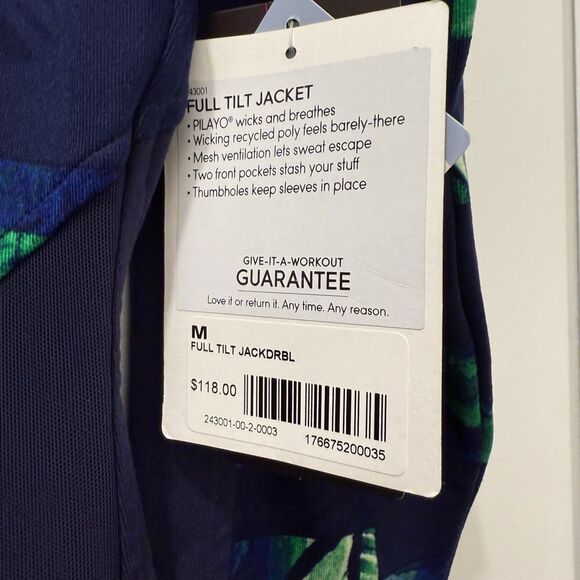 243001
FULL TILT JACKET
• PILAYO® wicks and breathes
• Wicking recycled poly feels barely-there
• Mesh ventilation lets sweat escape
• Two front pockets stash your stuff
• Thumbholes keep sleeves in place
GIVE-IT-A-WORKOUT
GUARANTEE
Love it or return it. Any time. Any reason.
M
FULL TILT JACKDRBL
$118.00
243001-00-2-0003
176675200035